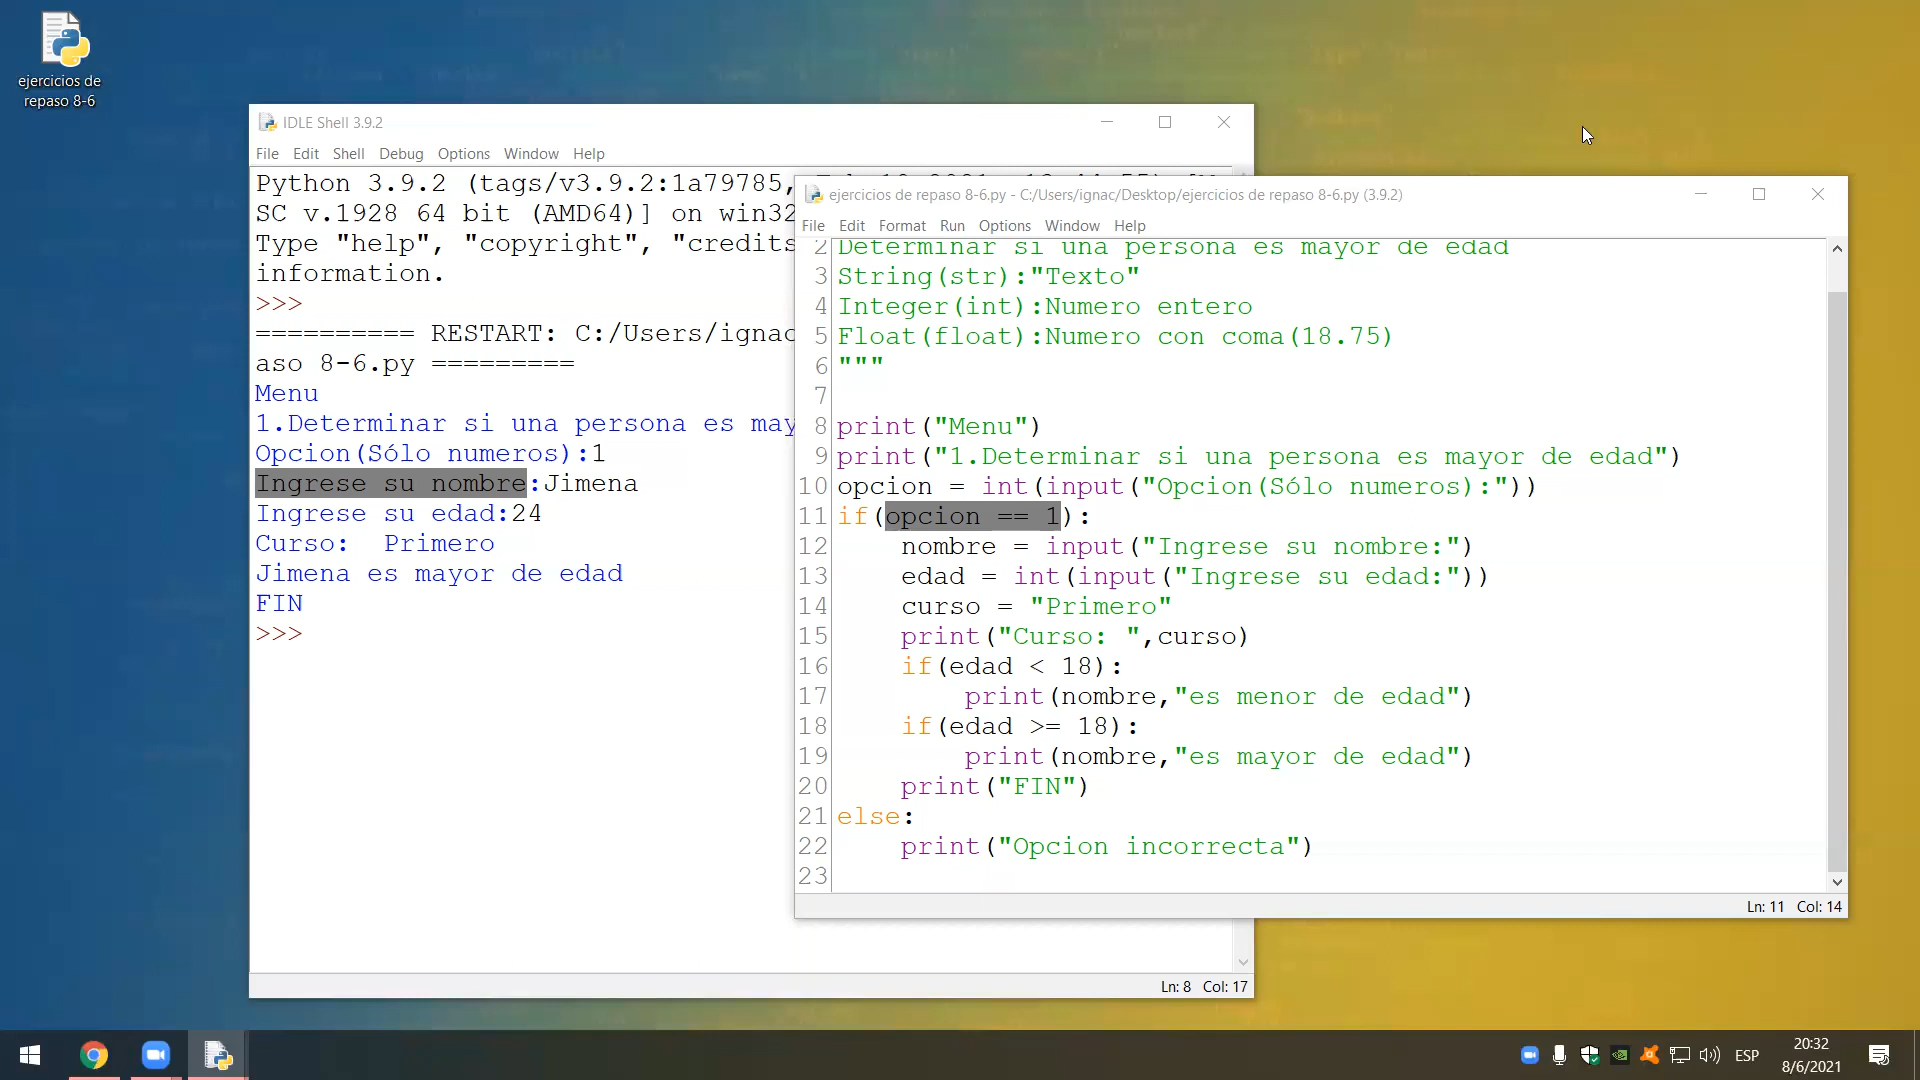 ejercicios de
repaso 8-6
IDLE Shell 3.9.2
File Edit Shell Debug Options Window Help
Python 3.9.2 (tags/v3.9.2:1a79785,
SC v.1928 64 bit (AMD64)] on win32
Type "help", "copyright", "credits
information.
>>>
========== RESTART: C:/Users/ignac
aso 8-6.py =========
Menu
1.Determinar si una persona es may
Opcion(Sólo numeros):1
Ingrese su nombre:Jimena
Ingrese su edad:24
Curso:  Primero
Jimena es mayor de edad
FIN
>>>
Ln: 8 Col: 17
ejercicios de repaso 8-6.py - C:/Users/ignac/Desktop/ejercicios de repaso 8-6.py (3.9.2)
File Edit Format Run Options Window Help
2 Determinar si una persona es mayor de edad
3 String(str):"Texto"
4 Integer(int):Numero entero
5 Float(float):Numero con coma(18.75)
6 """
7
8 print("Menu")
9 print("1.Determinar si una persona es mayor de edad")
10 opcion = int(input("Opcion(Sólo numeros):"))
11 if(opcion == 1):
12     nombre = input("Ingrese su nombre:")
13     edad = int(input("Ingrese su edad:"))
14     curso = "Primero"
15     print("Curso: ",curso)
16     if(edad < 18):
17         print(nombre,"es menor de edad")
18     if(edad >= 18):
19         print(nombre,"es mayor de edad")
20     print("FIN")
21 else:
22     print("Opcion incorrecta")
23
Ln: 11 Col: 14
ESP
20:32
8/6/2021